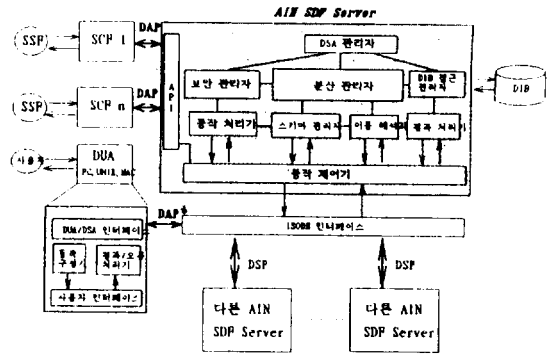 AIN SDF Server
SSF
SCF 1
DAP
API
DSA 관리자
보안 관리자
분산 관리자
DIB 접근
관리자
DIB
SSF
SCF n
DAP
동작 처리기
스키마 관리자
이름 해석기
결과 처리기
사용자
DUA
PC, UNIX, MAC
동작 제어기
DAP
ISODE 인터페이스
DUA/DSA 인터페이
동작
구성기
결과/오류
처리기
사용자 인터페이스
DSP
DSP
다른 AIN
SDF Server
다른 AIN
SDF Server